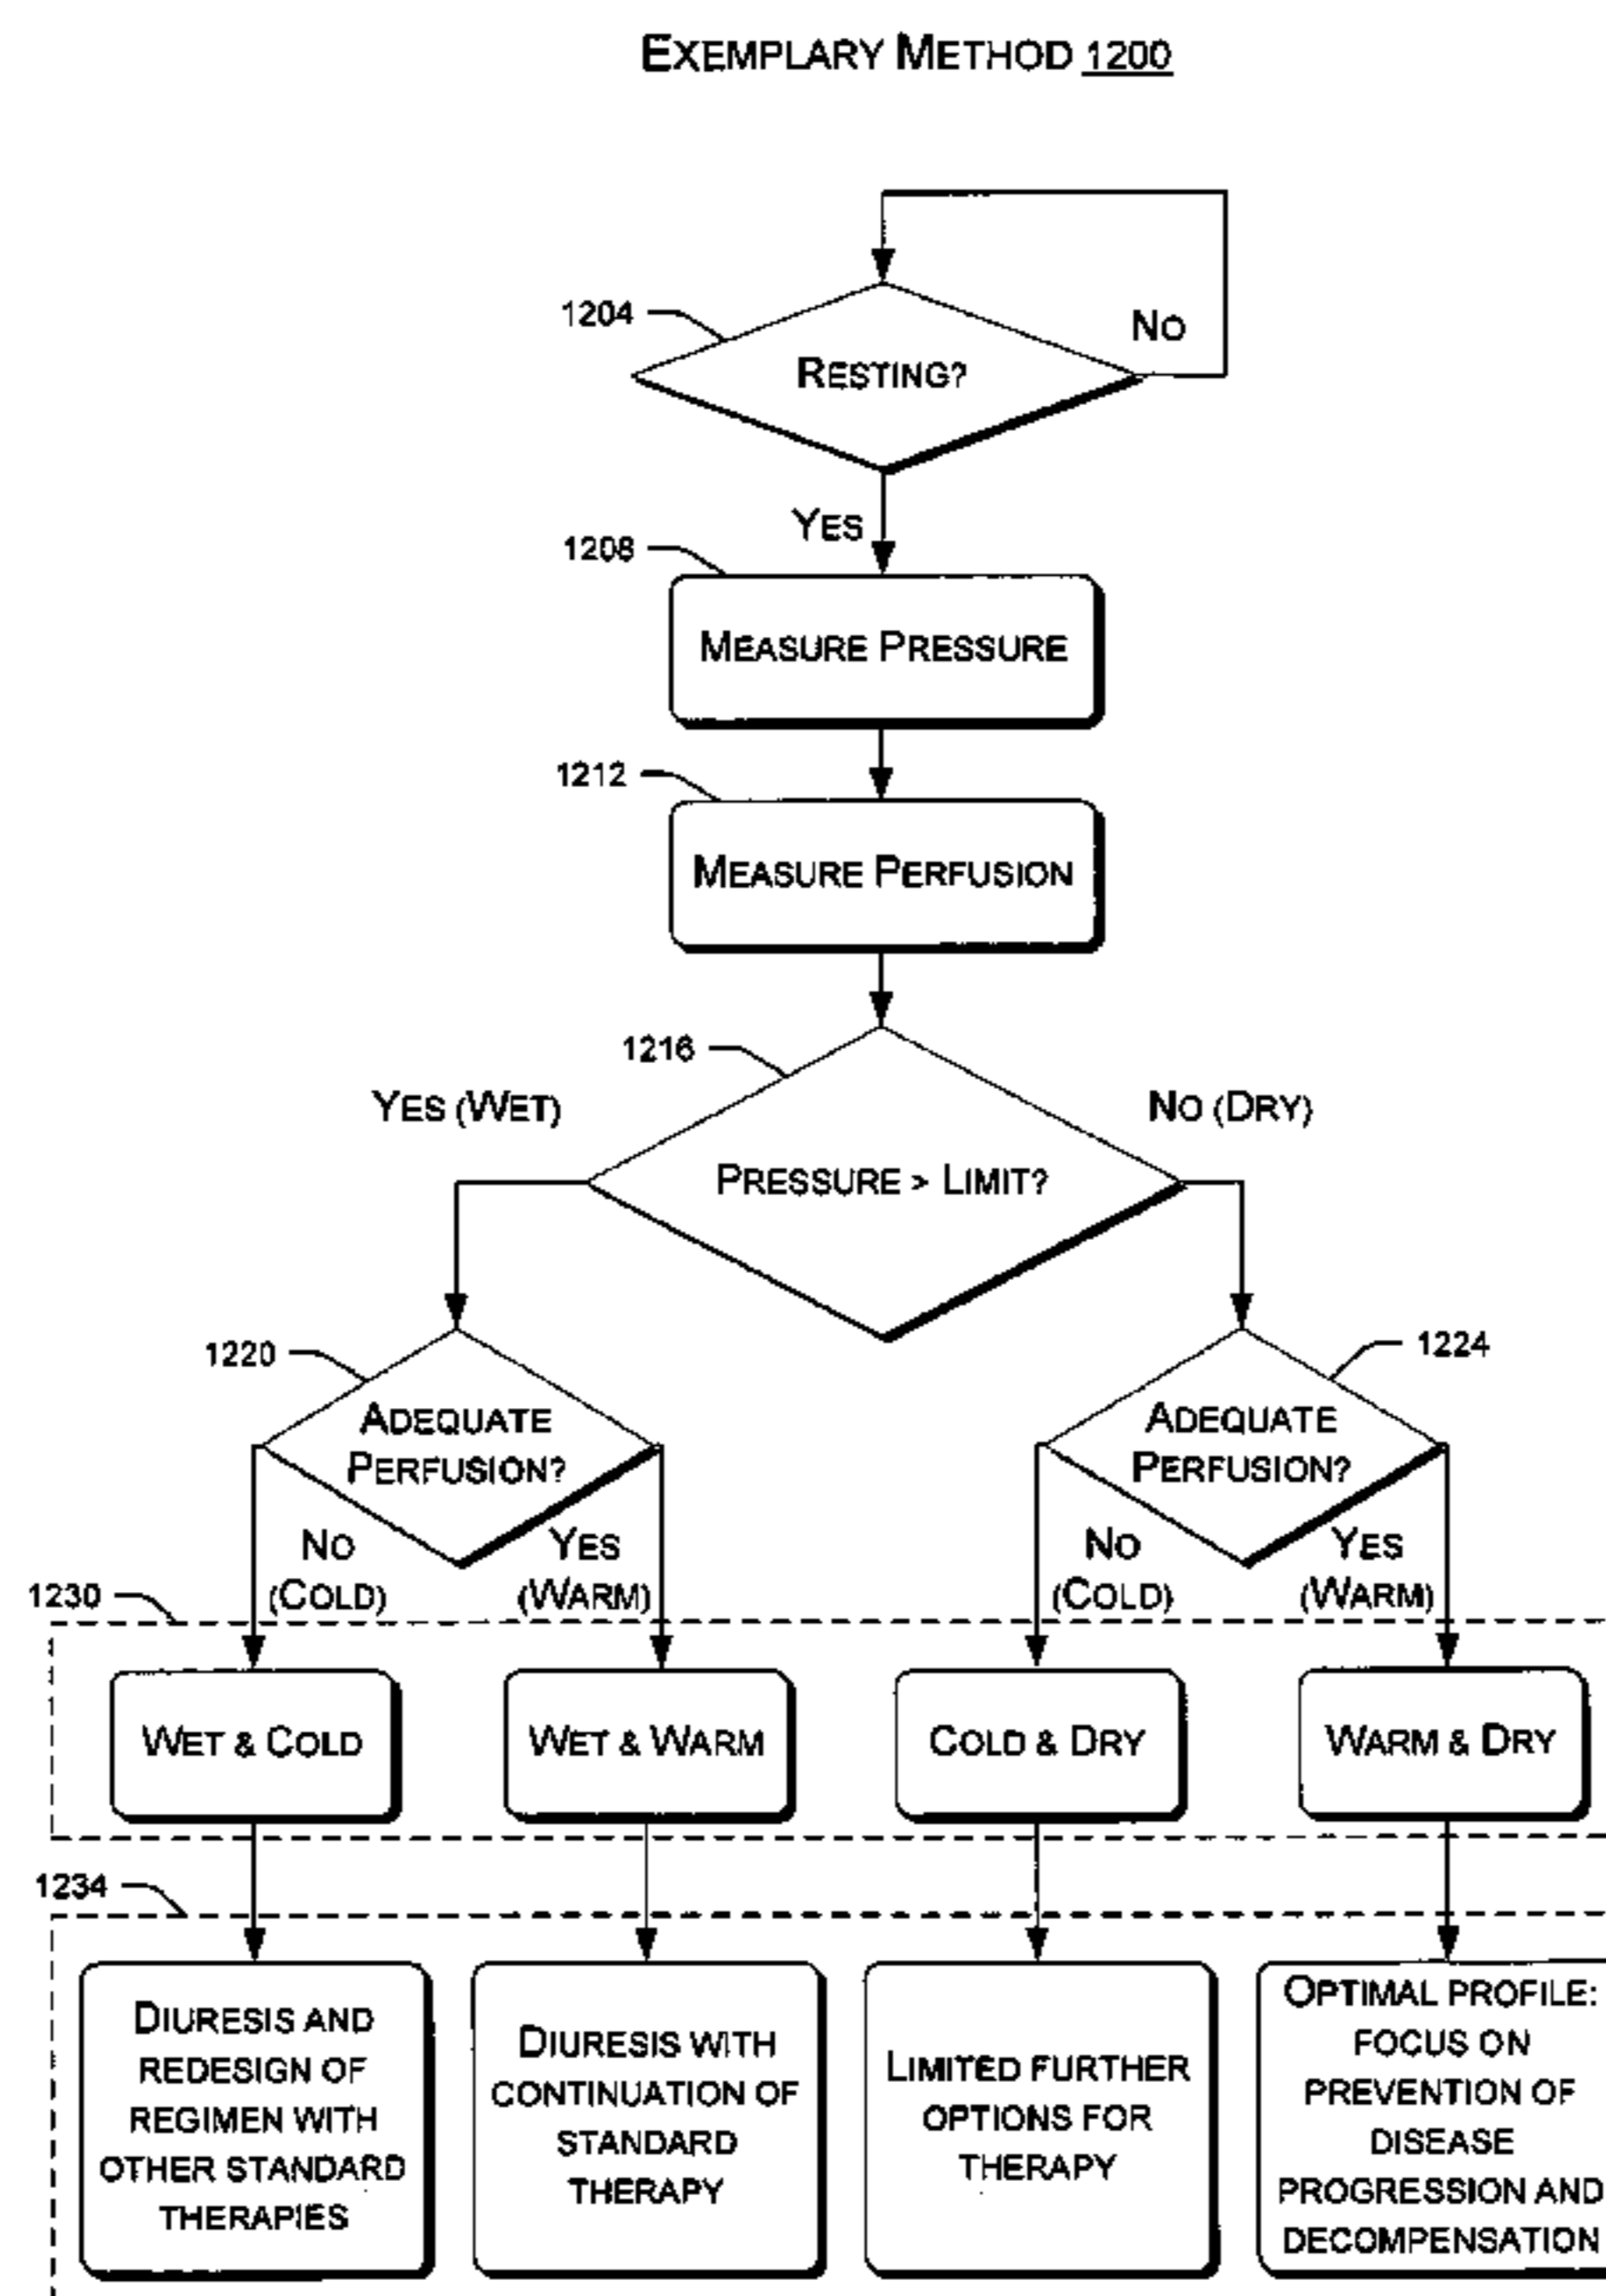 EXEMPLARY METHOD 1200
1204
RESTING?
NO
YES
1208
MEASURE PRESSURE
1212
MEASURE PERFUSION
1216
YES (WET)
NO (DRY)
PRESSURE > LIMIT?
1220
ADEQUATE
PERFUSION?
NO
(COLD)
YES
(WARM)
1224
ADEQUATE
PERFUSION?
NO
(COLD)
YES
(WARM)
1230
WET & COLD
WET & WARM
COLD & DRY
WARM & DRY
1234
DIURESIS AND
REDESIGN OF
REGIMEN WITH
OTHER STANDARD
THERAPIES
DIURESIS WITH
CONTINUATION OF
STANDARD
THERAPY
LIMITED FURTHER
OPTIONS FOR
THERAPY
OPTIMAL PROFILE:
FOCUS ON
PREVENTION OF
DISEASE
PROGRESSION AND
DECOMPENSATION